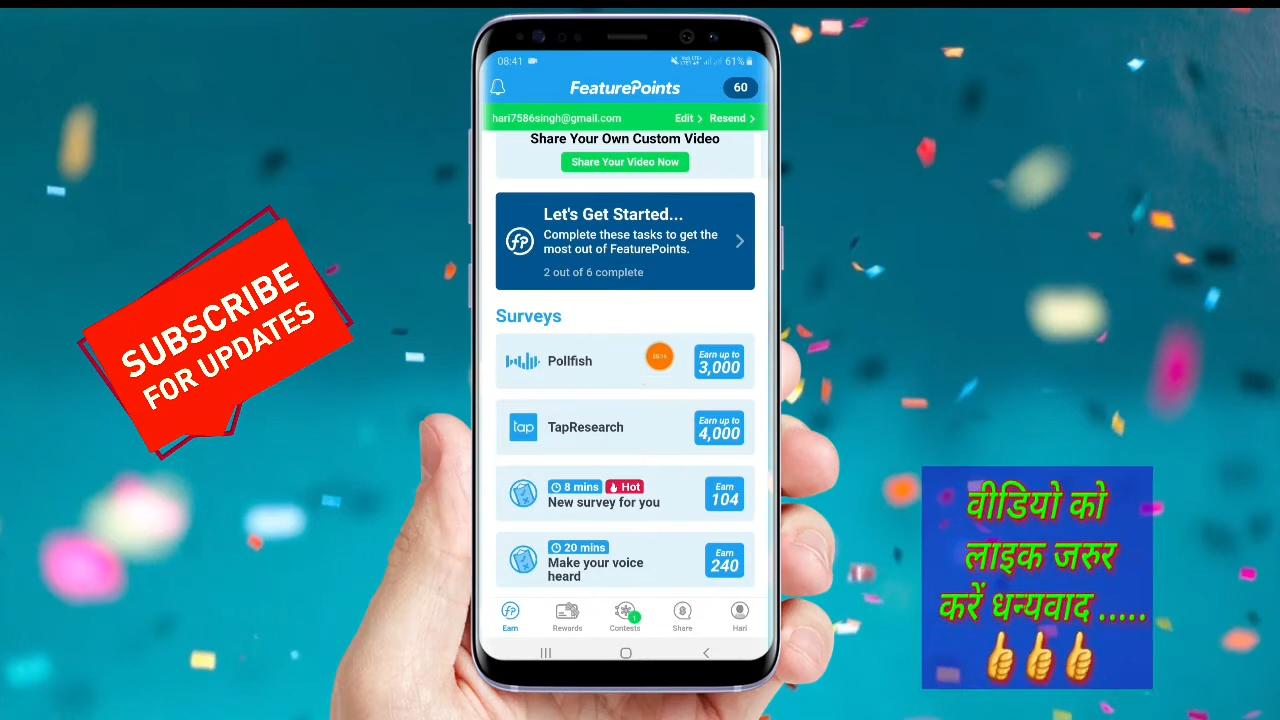 08:41
61%
FeaturePoints
60
hari7586singh@gmail.com
Edit
Resend
Share Your Own Custom Video
Share Your Video Now
Let's Get Started...
Complete these tasks to get the
most out of FeaturePoints.
2 out of 6 complete
fp
Surveys
Pollfish
Earn up to
3,000
tap
TapResearch
Earn up to
4,000
8 mins
Hot
New survey for you
Earn
104
20 mins
Make your voice
heard
Earn
240
fp
1
Earn
Rewards
Contests
Share
Hari
SUBSCRIBE
FOR UPDATES
वीडियो को
लाइक जरुर
करें धन्यवाद .....